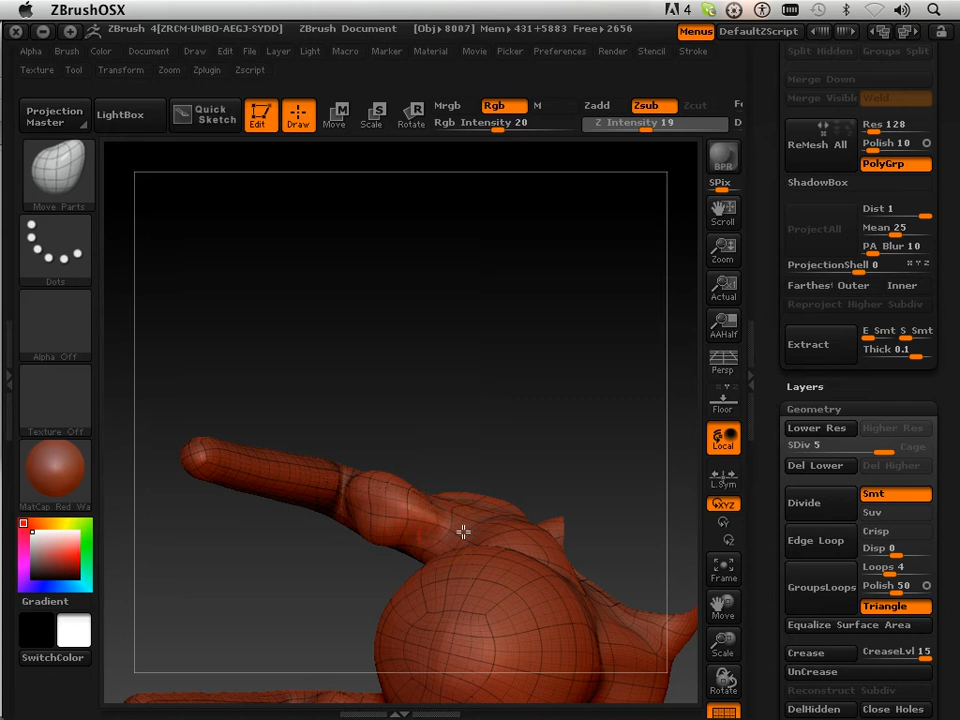 ZBrushOSX
4
ZBrush 4[ZRCM-UMBO-AEGJ-SYDD]
ZBrush Document
[Obj> 8007]
Mem> 431+5883
Free> 2656
Menus
DefaultZScript
Alpha
Brush
Color
Document
Draw
Edit
File
Layer
Light
Macro
Marker
Material
Movie
Picker
Preferences
Render
Stencil
Stroke
Texture
Tool
Transform
Zoom
Zplugin
Zscript
Projection Master
LightBox
Quick Sketch
Edit
Draw
Move
Scale
Rotate
Mrgb
Rgb
M
Rgb Intensity 20
Zadd
Zsub
Zcut
Z Intensity 19
Fo
D
Move Parts
Dots
Alpha Off
Texture Off
MatCap Red Wa
Gradient
SwitchColor
BPR
SPix
Scroll
Zoom
Actual
AAHalf
Persp
Floor
Local
L.Sym
XYZ
Frame
Move
Scale
Rotate
Split Hidden
Groups Split
Merge Down
Merge Visible
Weld
ReMesh All
Res 128
Polish 10
PolyGrp
ShadowBox
ProjectAll
Dist 1
Mean 25
PA Blur 10
ProjectionShell 0
Farthest
Outer
Inner
Reproject Higher Subdiv
Extract
E Smt
S Smt
Thick 0.1
Layers
Geometry
Lower Res
Higher Res
SDiv 5
Cage
Del Lower
Del Higher
Divide
Smt
Suv
Edge Loop
Crisp
Disp 0
GroupsLoops
Loops 4
Polish 50
Triangle
Equalize Surface Area
Crease
CreaseLvl 15
UnCrease
Reconstruct Subdiv
DelHidden
Close Holes